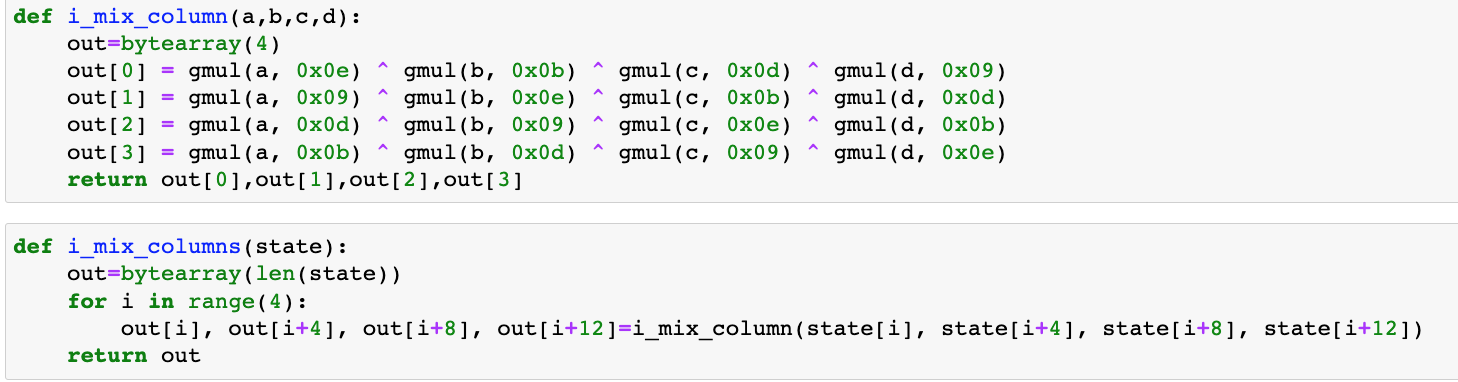 def i_mix_column(a,b,c,d):
    out=bytearray(4)
    out[0] = gmul(a, 0x0e) ^ gmul(b, 0x0b) ^ gmul(c, 0x0d) ^ gmul(d, 0x09)
    out[1] = gmul(a, 0x09) ^ gmul(b, 0x0e) ^ gmul(c, 0x0b) ^ gmul(d, 0x0d)
    out[2] = gmul(a, 0x0d) ^ gmul(b, 0x09) ^ gmul(c, 0x0e) ^ gmul(d, 0x0b)
    out[3] = gmul(a, 0x0b) ^ gmul(b, 0x0d) ^ gmul(c, 0x09) ^ gmul(d, 0x0e)
    return out[0],out[1],out[2],out[3]
def i_mix_columns(state):
    out=bytearray(len(state))
    for i in range(4):
        out[i], out[i+4], out[i+8], out[i+12]=i_mix_column(state[i], state[i+4], state[i+8], state[i+12])
    return out